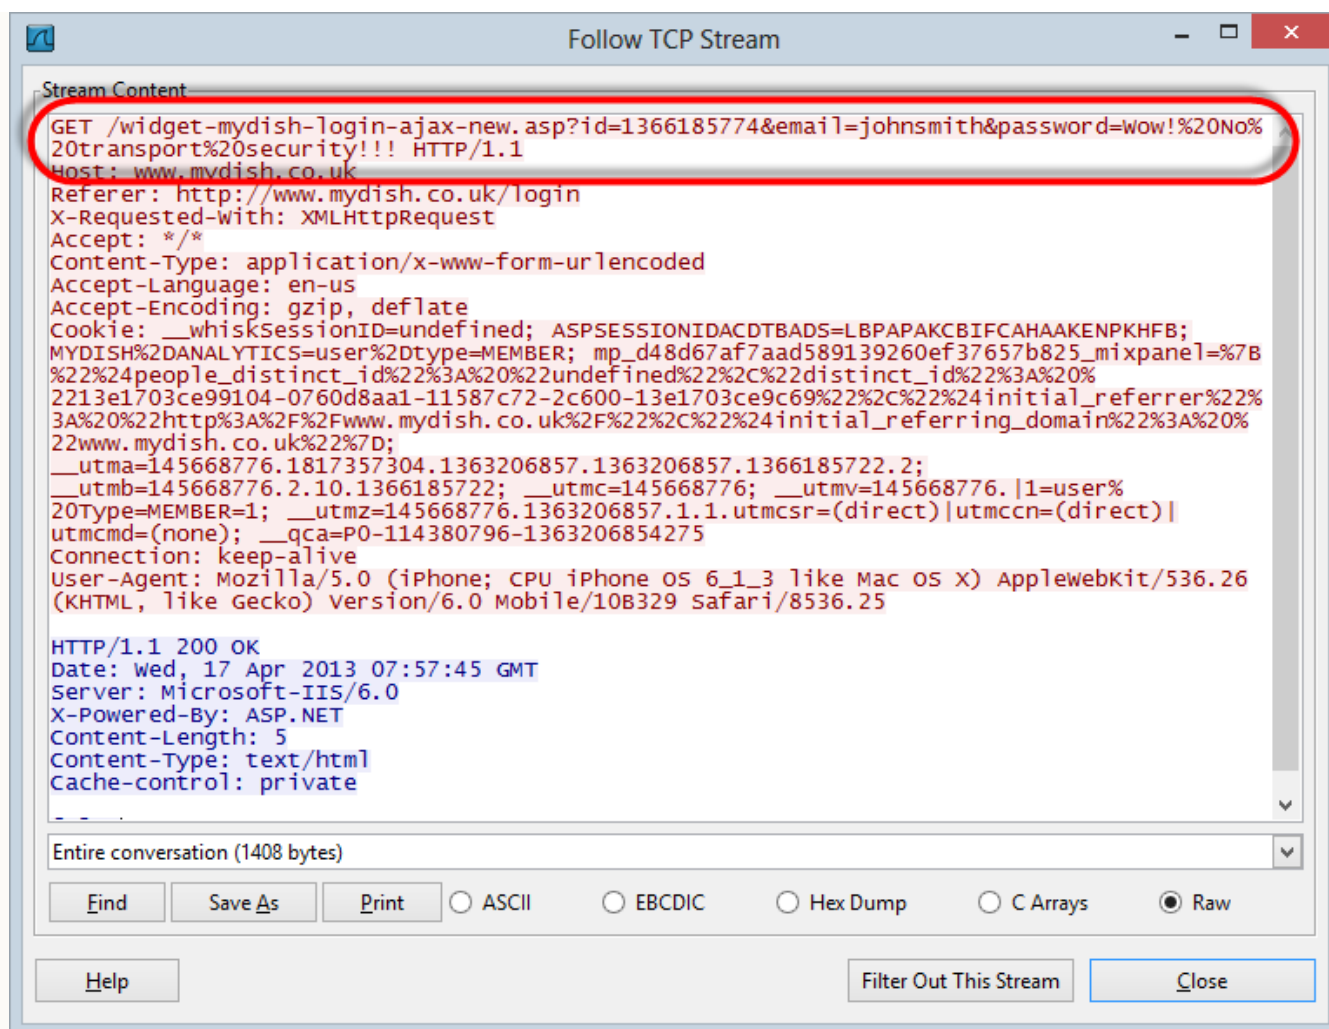 Follow TCP Stream
Stream Content
GET /widget-mydish-login-ajax-new.asp?id=1366185774&email=johnsmith&password=Wow!%20No%
20transport%20security!!! HTTP/1.1
Host: www.mydish.co.uk
Referer: http://www.mydish.co.uk/login
X-Requested-With: XMLHttpRequest
Accept: */*
Content-Type: application/x-www-form-urlencoded
Accept-Language: en-us
Accept-Encoding: gzip, deflate
Cookie: __whiskSessionID=undefined; ASPSESSIONIDACDTBADS=LBPAPAKCBIFCAHAAKENPKHFB;
MYDISH%2DANALYTICS=user%2Dtype=MEMBER; mp_d48d67af7aad589139260ef37657b825_mixpanel=%7B
%22%24people_distinct_id%22%3A%20%22undefined%22%2C%22distinct_id%22%3A%20%
2213e1703ce99104-0760d8aa1-11587c72-2c600-13e1703ce9c69%22%2C%22%24initial_referrer%22%
3A%20%22http%3A%2F%2Fwww.mydish.co.uk%2F%22%2C%22%24initial_referring_domain%22%3A%20%
22www.mydish.co.uk%22%7D;
__utma=145668776.1817357304.1363206857.1363206857.1366185722.2;
__utmb=145668776.2.10.1366185722; __utmc=145668776; __utmv=145668776.|1=user%
20Type=MEMBER=1; __utmz=145668776.1363206857.1.1.utmcsr=(direct)|utmccn=(direct)|
utmcmd=(none); __qca=P0-114380796-1363206854275
Connection: keep-alive
User-Agent: Mozilla/5.0 (iPhone; CPU iPhone OS 6_1_3 like Mac OS X) AppleWebKit/536.26
(KHTML, like Gecko) Version/6.0 Mobile/10B329 Safari/8536.25
HTTP/1.1 200 OK
Date: Wed, 17 Apr 2013 07:57:45 GMT
Server: Microsoft-IIS/6.0
X-Powered-By: ASP.NET
Content-Length: 5
Content-Type: text/html
Cache-control: private
Entire conversation (1408 bytes)
Find Save As Print ASCII EBCDIC Hex Dump C Arrays Raw
Help Filter Out This Stream Close